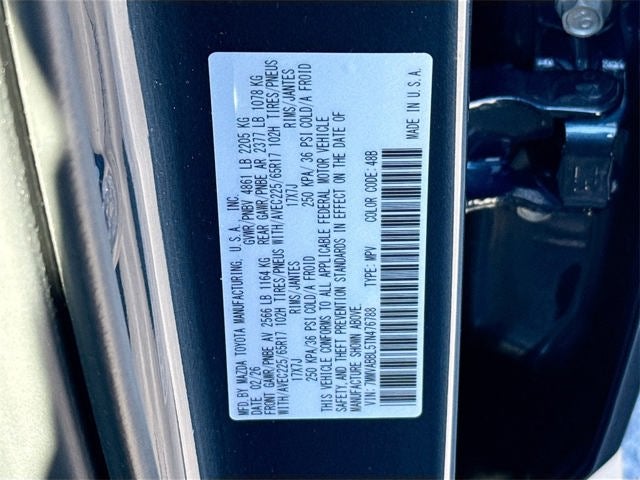 MFD.BY MAZDA TOYOTA MANUFACTURING, U.S.A., INC.
DATE: 02/26 GVWR/PNBV 4861 LB 2205 KG
FRONT GAWR/PNBE AV 2566 LB 1164 KG REAR GAWR/PNBE AR 2377 LB 1078 KG
WITH/AVEC225/65R17 102H TIRES/PNEUS WITH/AVEC225/65R17 102H TIRES/PNEUS
17X7J RIMS/JANTES 17X7J RIMS/JANTES
250 KPA/36 PSI COLD/A FROID 250 KPA/36 PSI COLD/A FROID
THIS VEHICLE CONFORMS TO ALL APPLICABLE FEDERAL MOTOR VEHICLE
SAFETY, AND THEFT PREVENTION STANDARDS IN EFFECT ON THE DATE OF
MANUFACTURE SHOWN ABOVE.
VIN: 7MMVABBL5TN476788 TYPE: MPV COLOR CODE: 48B
MADE IN U.S.A.